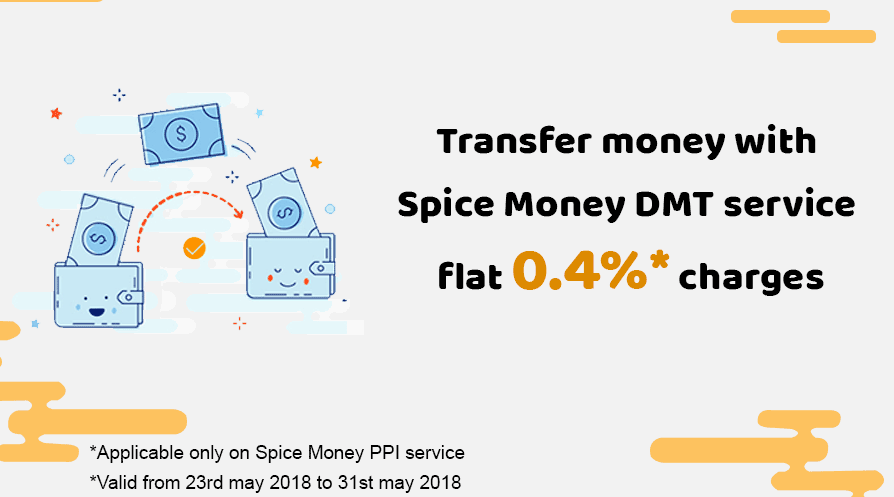 Transfer money with
Spice Money DMT service
flat 0.4%* charges
*Applicable only on Spice Money PPI service
*Valid from 23rd may 2018 to 31st may 2018